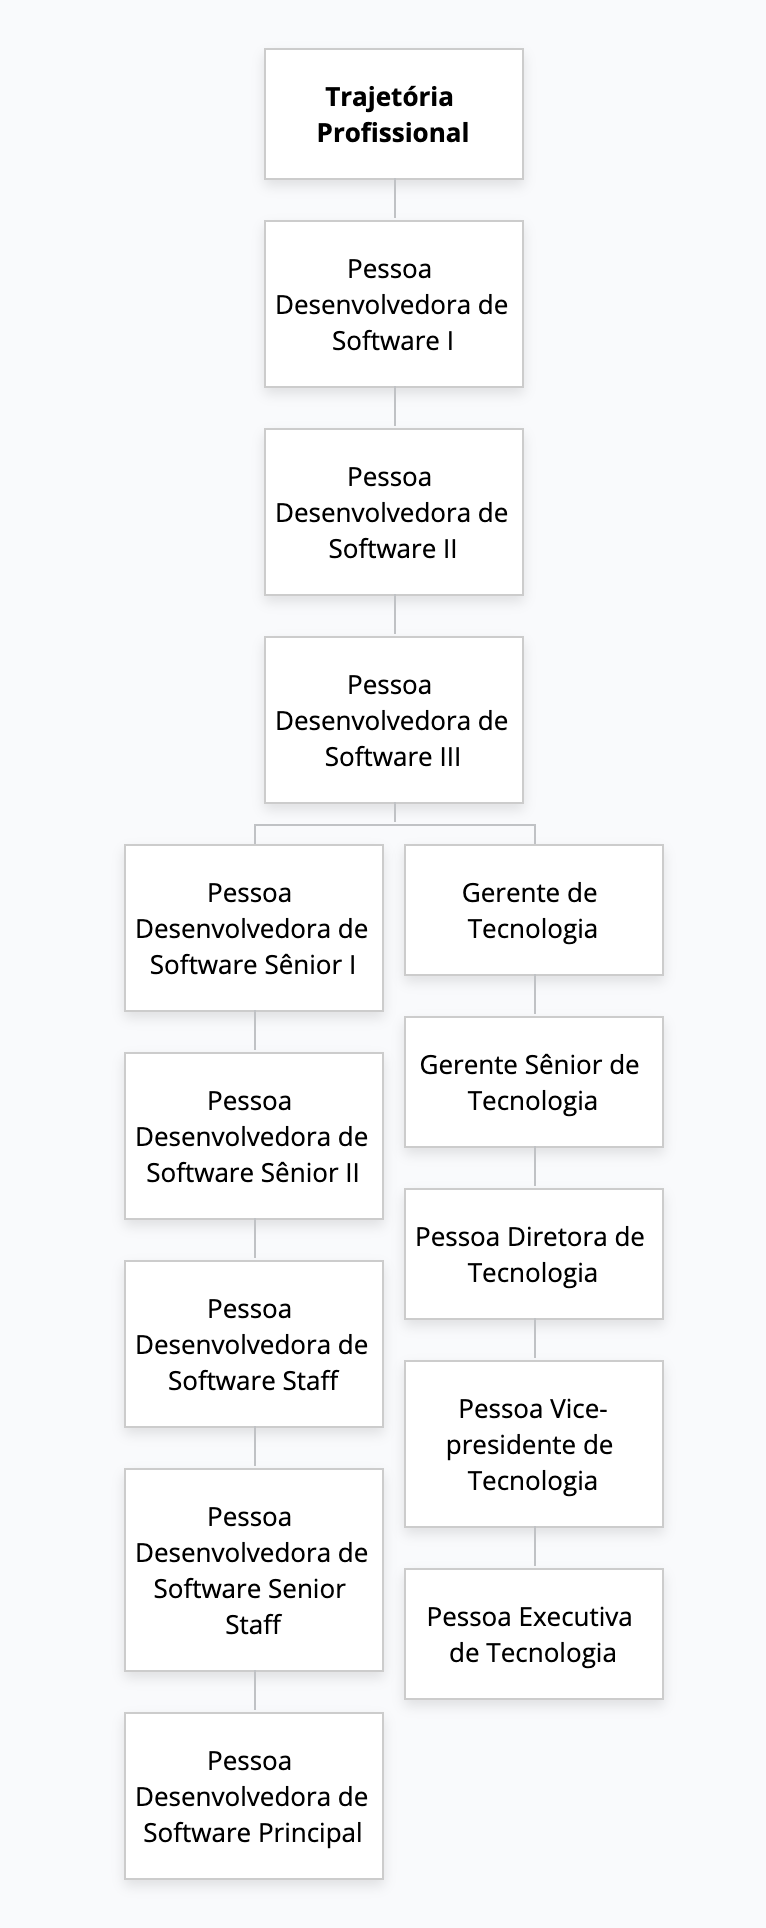 Trajetória
Profissional
Pessoa
Desenvolvedora de
Software I
Pessoa
Desenvolvedora de
Software II
Pessoa
Desenvolvedora de
Software III
Pessoa
Desenvolvedora de
Software Sênior I
Pessoa
Desenvolvedora de
Software Sênior II
Pessoa
Desenvolvedora de
Software Staff
Pessoa
Desenvolvedora de
Software Senior
Staff
Pessoa
Desenvolvedora de
Software Principal
Gerente de
Tecnologia
Gerente Sênior de
Tecnologia
Pessoa Diretora de
Tecnologia
Pessoa Vice-
presidente de
Tecnologia
Pessoa Executiva
de Tecnologia